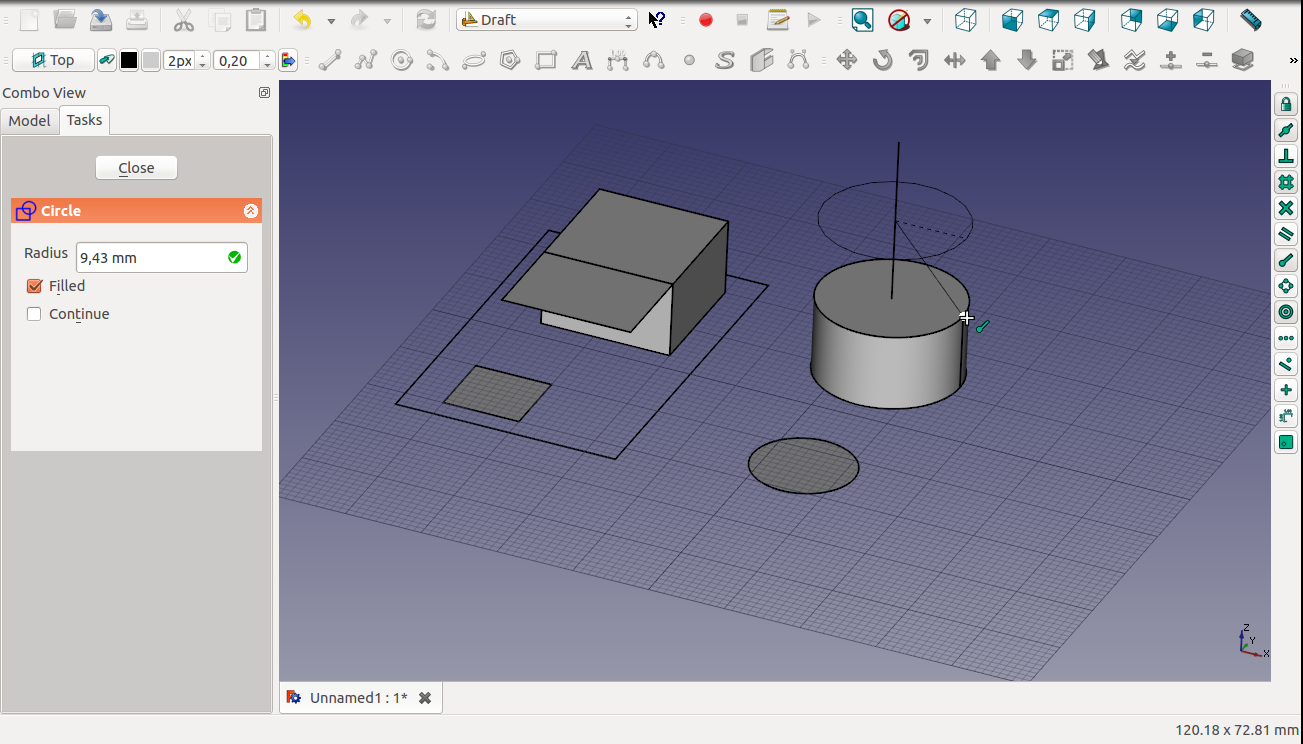 Draft
Top
2px
0,20
Combo View
Model
Tasks
Close
Circle
Radius
9,43 mm
Filled
Continue
Z
Y
X
Unnamed1 : 1*
120.18 x 72.81 mm